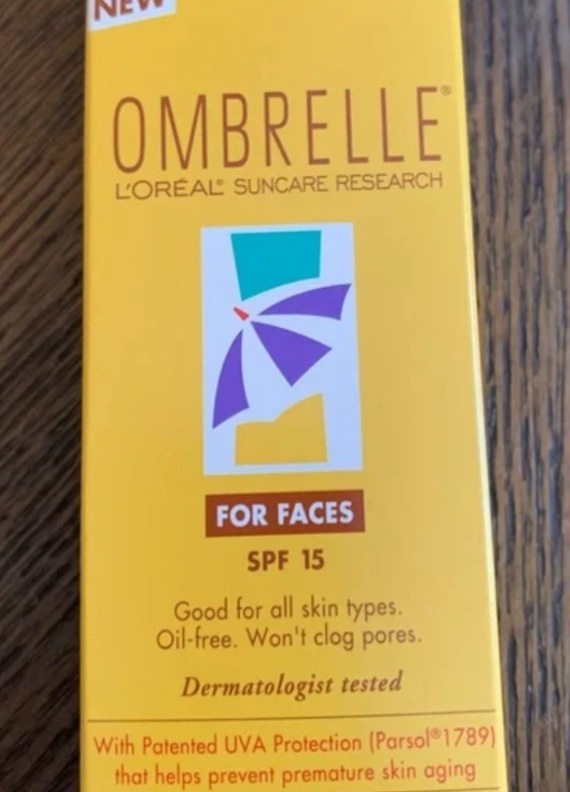 NEW
OMBRELLE®
L'ORÉAL® SUNCARE RESEARCH
FOR FACES
SPF 15
Good for all skin types.
Oil-free. Won't clog pores.
Dermatologist tested
With Patented UVA Protection (Parsol®1789)
that helps prevent premature skin aging